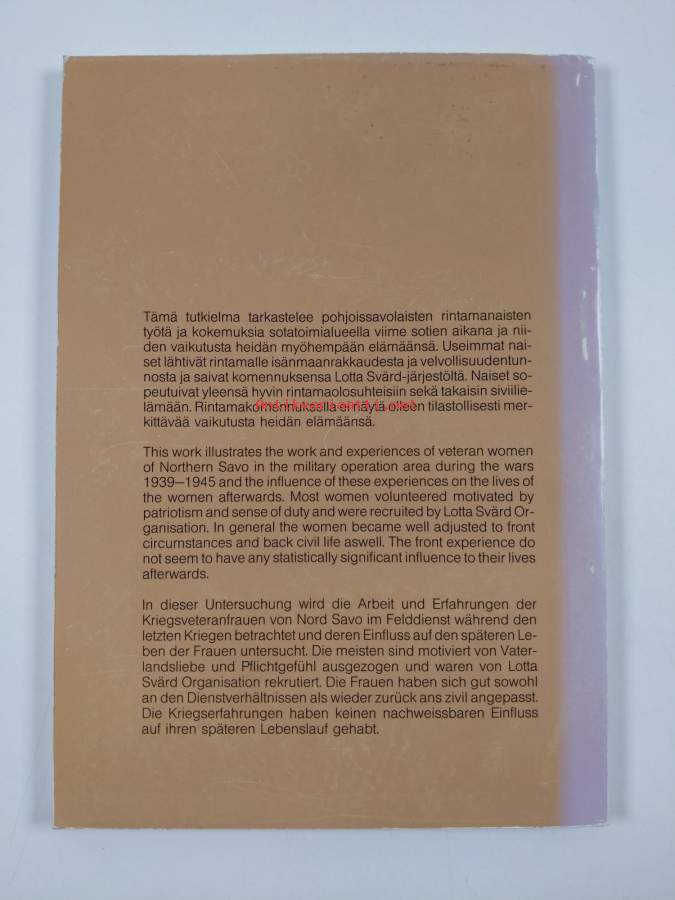 Tämä tutkielma tarkastelee pohjoissavolaisten rintamanaisten
työtä ja kokemuksia sotatoimialueella viime sotien aikana ja nii-
den vaikutusta heidän myöhempään elämäänsä. Useimmat nai-
set lähtivät rintamalle isänmaanrakkaudesta ja velvollisuudentun-
nosta ja saivat komennuksensa Lotta Svärd-järjestöltä. Naiset so-
peutuivat yleensä hyvin rintamaolosuhteisiin sekä takaisin siviilie-
lämään. Rintamakomennuksella ei näytä olleen tilastollisesti mer-
kittävää vaikutusta heidän elämäänsä.
This work illustrates the work and experiences of veteran women
of Northern Savo in the military operation area during the wars
1939–1945 and the influence of these experiences on the lives of
the women afterwards. Most women volunteered motivated by
patriotism and sense of duty and were recruited by Lotta Svärd Or-
ganisation. In general the women became well adjusted to front
circumstances and back civil life aswell. The front experience do
not seem to have any statistically significant influence to their lives
afterwards.
In dieser Untersuchung wird die Arbeit und Erfahrungen der
Kriegsveteranfrauen von Nord Savo im Felddienst während den
letzten Kriegen betrachtet und deren Einfluss auf den späteren Le-
ben der Frauen untersucht. Die meisten sind motiviert von Vater-
landsliebe und Pflichtgefühl ausgezogen und waren von Lotta
Svärd Organisation rekrutiert. Die Frauen haben sich gut sowohl
an den Dienstverhältnissen als wieder zurück ans zivil angepasst.
Die Kriegserfahrungen haben keinen nachweissbaren Einfluss
auf ihren späteren Lebenslauf gehabt.